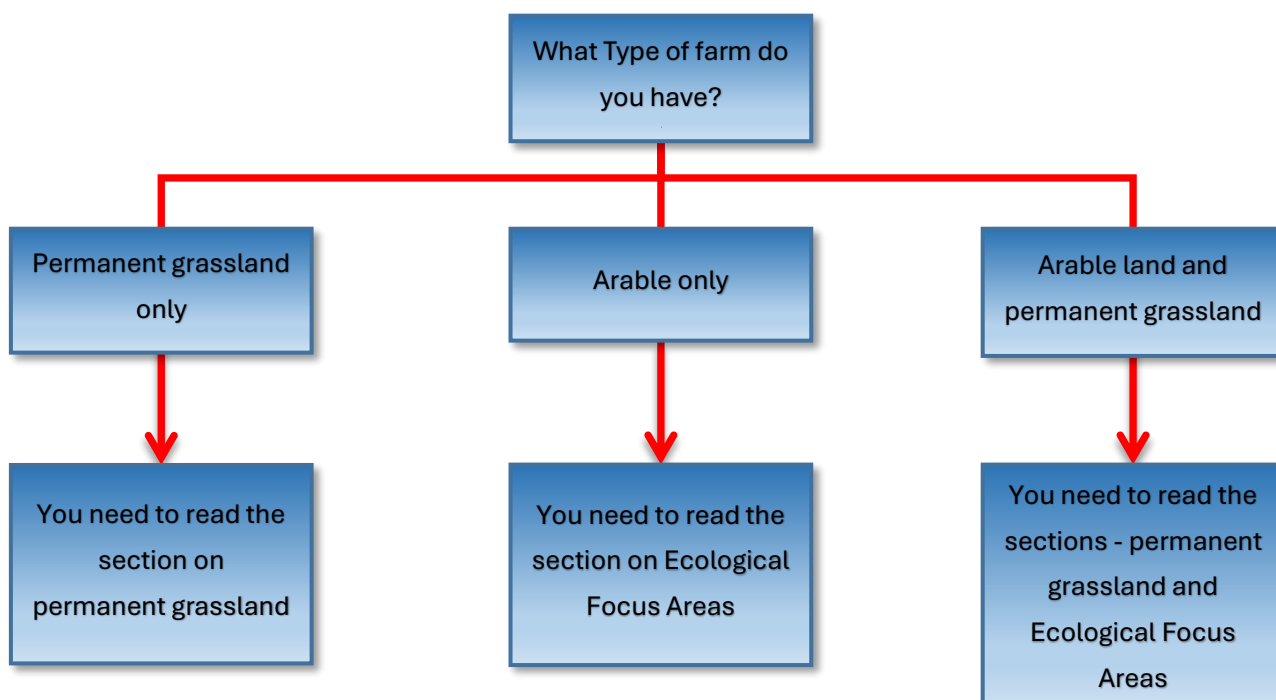 What Type of farm do
you have?
Permanent grassland
only
Arable only
Arable land and
permanent grassland
You need to read the
section on
permanent grassland
You need to read the
section on Ecological
Focus Areas
You need to read the
sections - permanent
grassland and
Ecological Focus
Areas